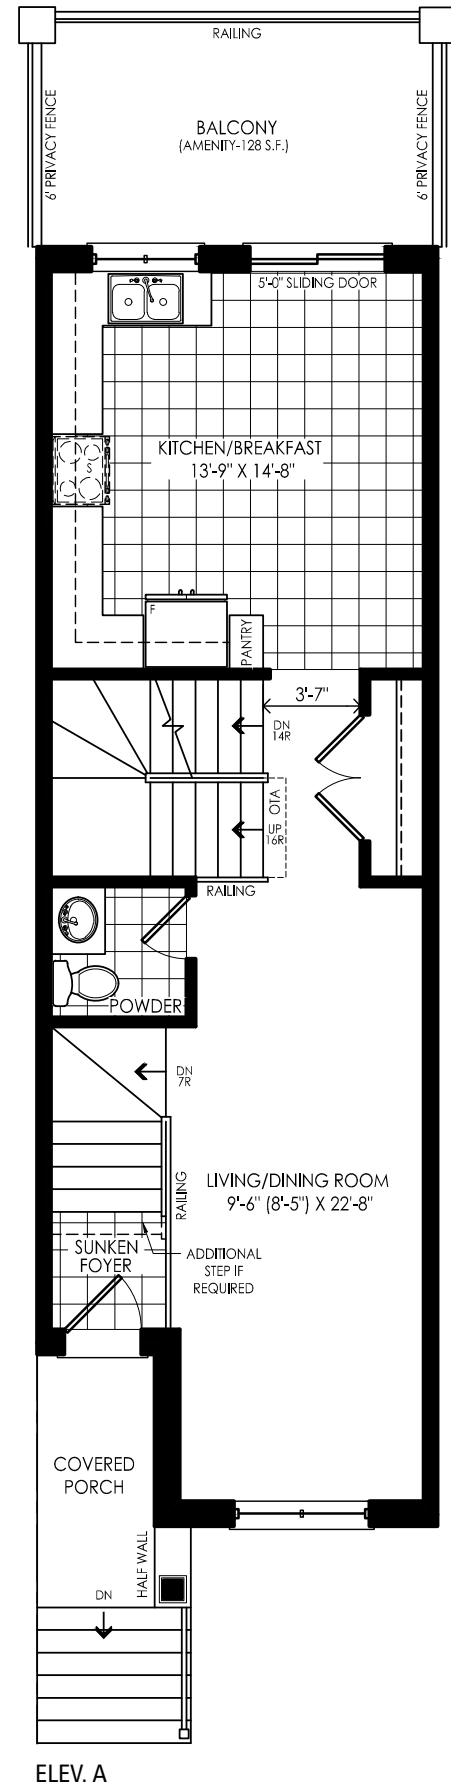 RAILING
6' PRIVACY FENCE
BALCONY
(AMENITY-128 S.F.)
6' PRIVACY FENCE
5'-0" SLIDING DOOR
S
KITCHEN/BREAKFAST
13'-9" X 14'-8"
F
PANTRY
3'-7"
DN
14R
OTA
UP
16R
RAILING
POWDER
DN
7R
RAILING
LIVING/DINING ROOM
9'-6" (8'-5") X 22'-8"
SUNKEN
FOYER
ADDITIONAL
STEP IF
REQUIRED
COVERED
PORCH
HALF WALL
DN
ELEV. A